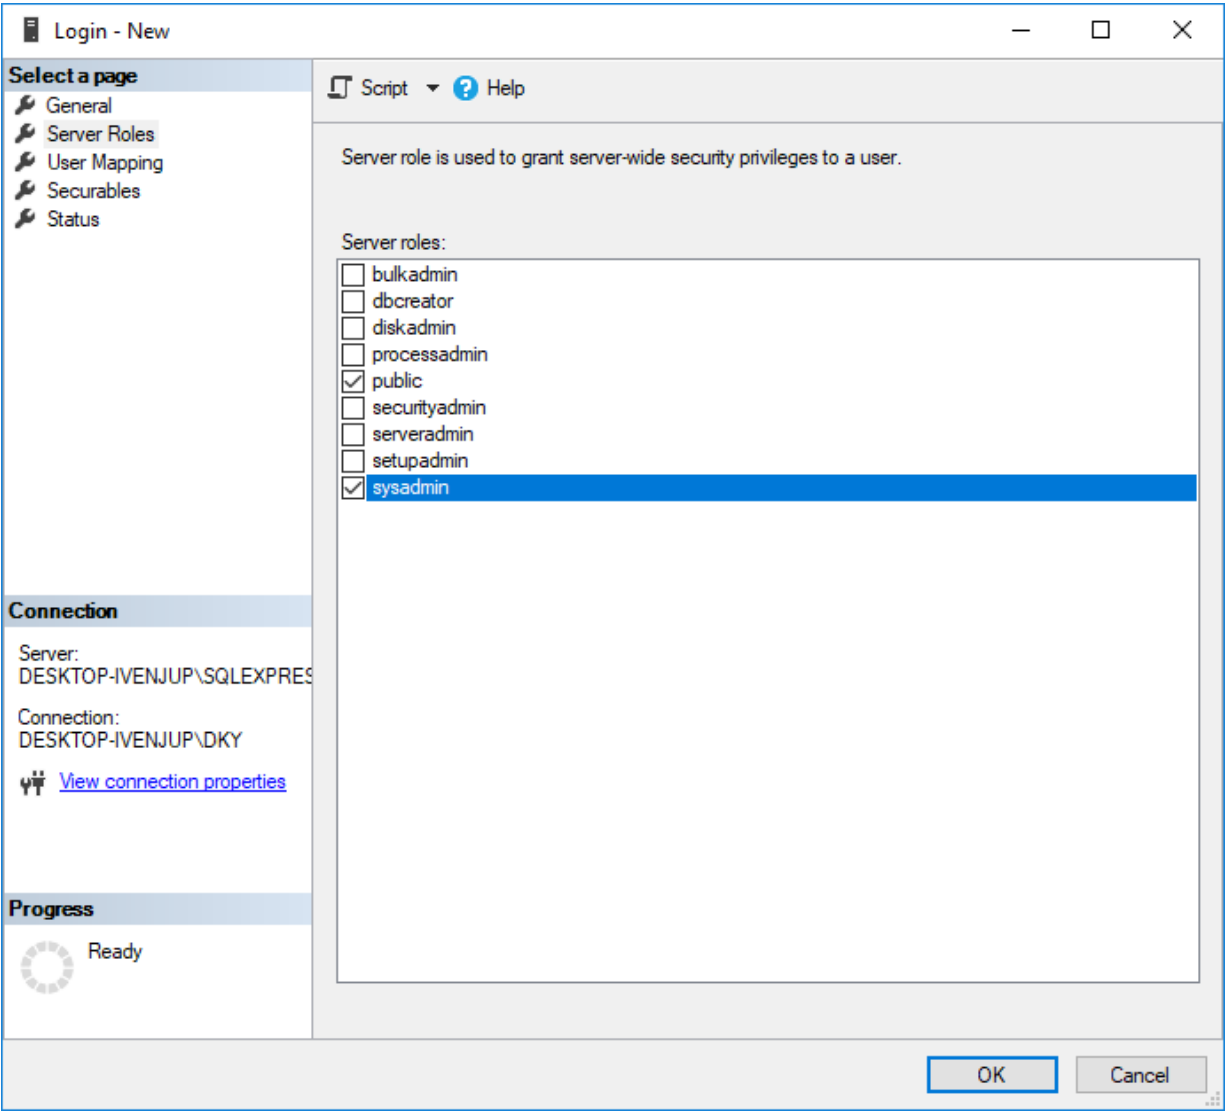 Login - New
Select a page
General
Server Roles
User Mapping
Securables
Status
Script
Help
Server role is used to grant server-wide security privileges to a user.
Server roles:
bulkadmin
dbcreator
diskadmin
processadmin
public
securityadmin
serveradmin
setupadmin
sysadmin
Connection
Server:
DESKTOP-IVENJUP\SQLEXPRES
Connection:
DESKTOP-IVENJUP\DKY
View connection properties
Progress
Ready
OK
Cancel